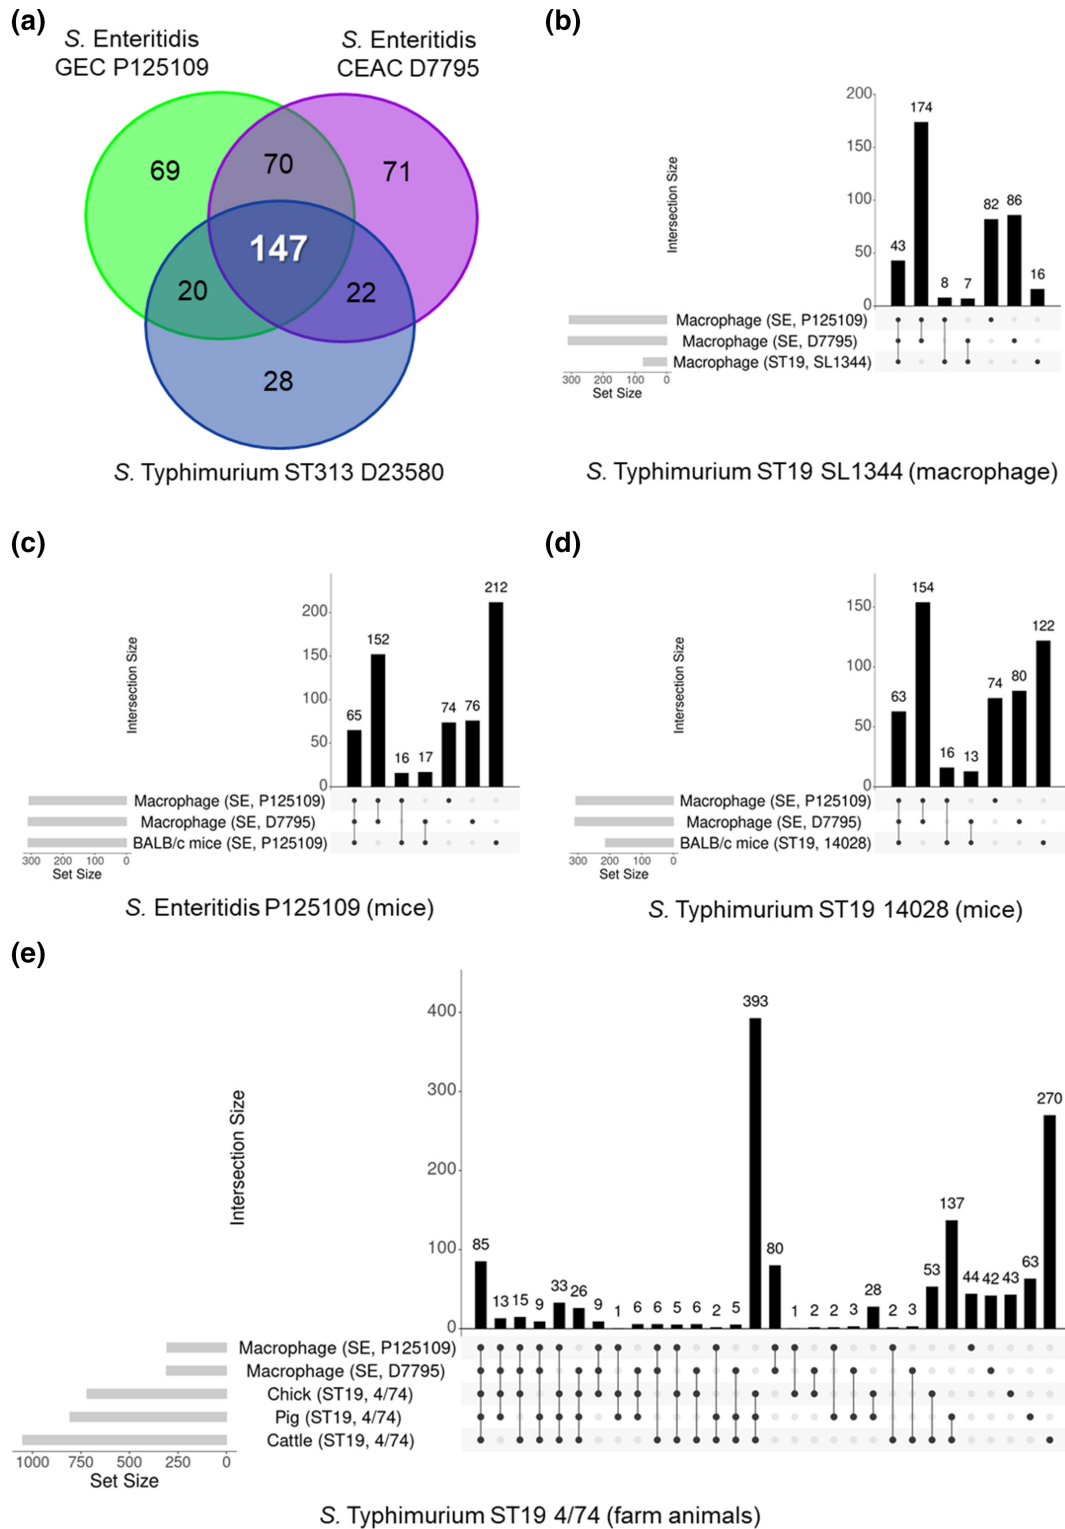 (a)
S. Enteritidis
GEC P125109
S. Enteritidis
CEAC D7795
69
70
71
147
20
22
28
S. Typhimurium ST313 D23580
(b)
Intersection Size
200
150
100
50
0
43
174
8
7
82
86
16
Macrophage (SE, P125109)
Macrophage (SE, D7795)
Macrophage (ST19, SL1344)
300 200 100 0
Set Size
S. Typhimurium ST19 SL1344 (macrophage)
(c)
Intersection Size
200
150
100
50
0
65
152
16
17
74
76
212
Macrophage (SE, P125109)
Macrophage (SE, D7795)
BALB/c mice (SE, P125109)
300 200 100 0
Set Size
S. Enteritidis P125109 (mice)
(d)
Intersection Size
150
100
50
0
63
154
16
13
74
80
122
Macrophage (SE, P125109)
Macrophage (SE, D7795)
BALB/c mice (ST19, 14028)
300 200 100 0
Set Size
S. Typhimurium ST19 14028 (mice)
(e)
Intersection Size
400
300
200
100
0
85 13 15 9 33 26 9 1 6 6 5 6 2 5 393 80 1 2 2 3 28 2 3 53 137 44 42 43 63 270
Macrophage (SE, P125109)
Macrophage (SE, D7795)
Chick (ST19, 4/74)
Pig (ST19, 4/74)
Cattle (ST19, 4/74)
1000 750 500 250 0
Set Size
S. Typhimurium ST19 4/74 (farm animals)